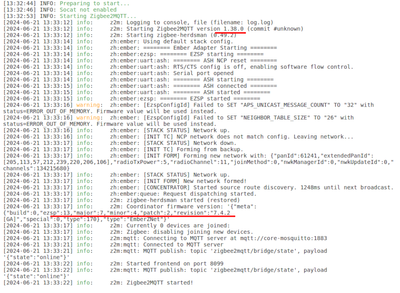 [13:32:44] INFO: Preparing to start...
[13:32:46] INFO: Socat not enabled
[13:32:53] INFO: Starting Zigbee2MQTT...
[2024-06-21 13:33:12] info: z2m: Logging to console, file (filename: log.log)
[2024-06-21 13:33:12] info: z2m: Starting Zigbee2MQTT version 1.38.0 (commit #unknown)
[2024-06-21 13:33:12] info: z2m: Starting zigbee-herdsman (0.49.2)
[2024-06-21 13:33:14] info: zh:ember: Using default stack config.
[2024-06-21 13:33:14] info: zh:ember: ======== Ember Adapter Starting ========
[2024-06-21 13:33:14] info: zh:ember:ezsp: ======== EZSP starting ========
[2024-06-21 13:33:14] info: zh:ember:uart:ash: ======== ASH NCP reset ========
[2024-06-21 13:33:14] info: zh:ember:uart:ash: RTS/CTS config is off, enabling software flow control.
[2024-06-21 13:33:14] info: zh:ember:uart:ash: Serial port opened
[2024-06-21 13:33:14] info: zh:ember:uart:ash: ======== ASH starting ========
[2024-06-21 13:33:15] info: zh:ember:uart:ash: ======== ASH connected ========
[2024-06-21 13:33:15] info: zh:ember:uart:ash: ======== ASH started ========
[2024-06-21 13:33:15] info: zh:ember:ezsp: ======== EZSP started ========
[2024-06-21 13:33:16] warning: zh:ember: [EzspConfigId] Failed to SET "APS_UNICAST_MESSAGE_COUNT" TO "32" with
status=ERROR_OUT_OF_MEMORY. Firmware value will be used instead.
[2024-06-21 13:33:16] warning: zh:ember: [EzspConfigId] Failed to SET "NEIGHBOR_TABLE_SIZE" TO "26" with
status=ERROR_OUT_OF_MEMORY. Firmware value will be used instead.
[2024-06-21 13:33:16] info: zh:ember: [STACK STATUS] Network up.
[2024-06-21 13:33:16] info: zh:ember: [INIT TC] NCP network does not match config. Leaving network...
[2024-06-21 13:33:17] info: zh:ember: [STACK STATUS] Network down.
[2024-06-21 13:33:17] info: zh:ember: [INIT TC] Forming from backup.
[2024-06-21 13:33:17] info: zh:ember: [INIT FORM] Forming new network with: {"panId":61241,"extendedPanId":
[205,113,57,212,239,229,206,106],"radioTxPower":5,"radioChannel":11,"joinMethod":0,"nwkManagerId":0,"nwkUpdateId":0,"
channels":134215680}
[2024-06-21 13:33:17] info: zh:ember: [STACK STATUS] Network up.
[2024-06-21 13:33:17] info: zh:ember: [INIT FORM] New network formed!
[2024-06-21 13:33:17] info: zh:ember: [CONCENTRATOR] Started source route discovery. 1248ms until next broadcast.
[2024-06-21 13:33:17] info: zh:ember:queue: Request dispatching started.
[2024-06-21 13:33:17] info: z2m: zigbee-herdsman started (restored)
[2024-06-21 13:33:17] info: z2m: Coordinator firmware version: '{"meta":
{"build":0,"ezsp":13,"major":7,"minor":4,"patch":2,"revision":"7.4.2
[GA]","special":0,"type":170},"type":"EmberZNet"}'
[2024-06-21 13:33:17] info: z2m: Currently 0 devices are joined:
[2024-06-21 13:33:17] info: z2m: Zigbee: disabling joining new devices.
[2024-06-21 13:33:17] info: z2m: Connecting to MQTT server at mqtt://core-mosquitto:1883
[2024-06-21 13:33:17] info: z2m: Connected to MQTT server
[2024-06-21 13:33:17] info: z2m:mqtt: MQTT publish: topic 'zigbee2mqtt/bridge/state', payload
'{"state":"online"}'
[2024-06-21 13:33:22] info: z2m: Started frontend on port 8099
[2024-06-21 13:33:22] info: z2m:mqtt: MQTT publish: topic 'zigbee2mqtt/bridge/state', payload
'{"state":"online"}'
[2024-06-21 13:33:22] info: z2m: Zigbee2MQTT started!